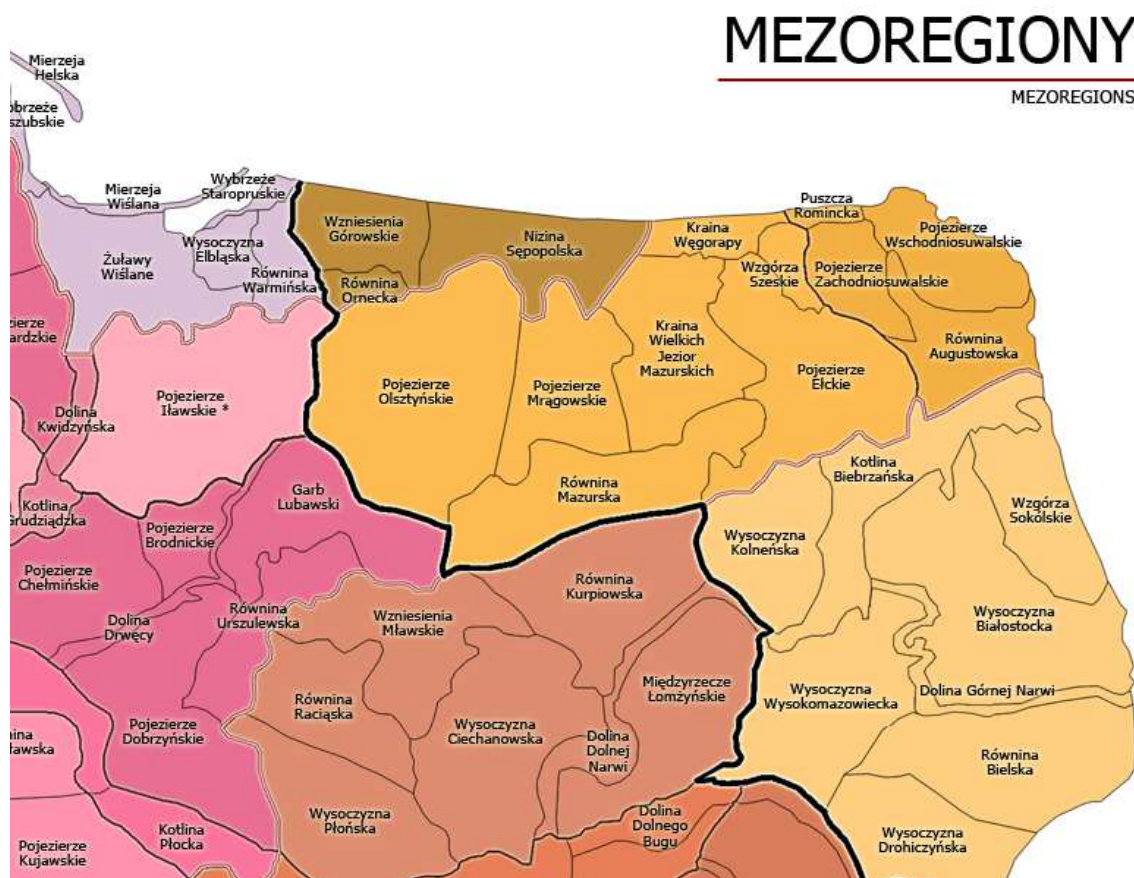 MEZOREGIONY
MEZOREGIONS
Mierzeja
Helska
Mierzeja
Wiślana
Wybrzeże
Staropruskie
Żuławy
Wiślane
Wysoczyzna
Elbląska
Równina
Warmińska
Wzniesienia
Górowskie
Nizina
Sępopolska
Równina
Ornecka
Kraina
Węgorapy
Puszcza
Romincka
Pojezierze
Wschodniosuwalskie
Wzgórza
Szeskie
Pojezierze
Zachodniosuwalskie
Równina
Augustowska
Kraina
Wielkich
Jezior
Mazurskich
Pojezierze
Ełckie
Pojezierze
Olsztyńskie
Pojezierze
Mrągowskie
Pojezierze
Iławskie *
Dolina
Kwidzyńska
Równina
Mazurska
Kotlina
Biebrzańska
Wzgórza
Sokólskie
Garb
Lubawski
Kotlina
Grudziądzka
Pojezierze
Brodnickie
Wysoczyzna
Kolneńska
Pojezierze
Chełmińskie
Równina
Kurpiowska
Dolina
Drwęcy
Równina
Urszulewska
Wzniesienia
Mławskie
Wysoczyzna
Białostocka
Międzyrzecze
Łomżyńskie
Wysoczyzna
Wysokomazowiecka
Dolina Górnej Narwi
Równina
Raciąska
Pojezierze
Dobrzyńskie
Wysoczyzna
Ciechanowska
Dolina
Dolnej
Narwi
Równina
Bielska
Wysoczyzna
Płońska
Dolina
Dolnego
Bugu
Kotlina
Płocka
Pojezierze
Kujawskie
Wysoczyzna
Drohiczyńska